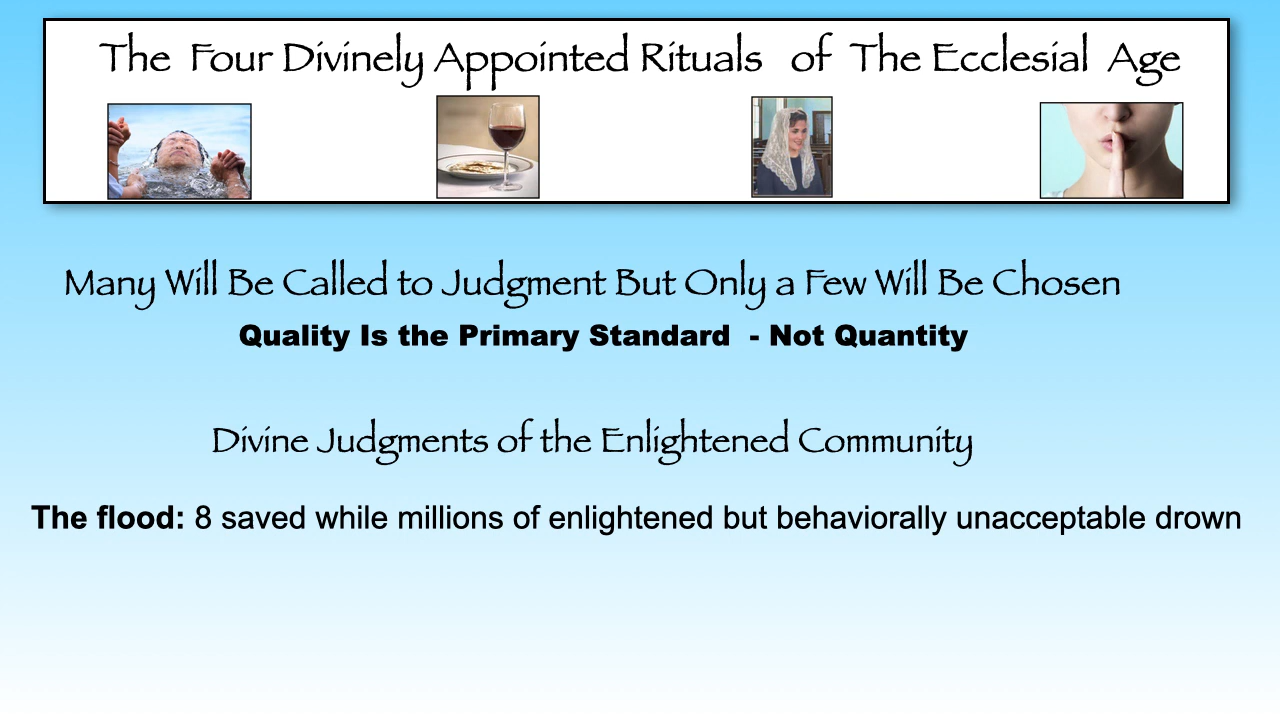 The Four Divinely Appointed Rituals of The Ecclesial Age
Many Will Be Called to Judgment But Only a Few Will Be Chosen
Quality Is the Primary Standard - Not Quantity
Divine Judgments of the Enlightened Community
The flood: 8 saved while millions of enlightened but behaviorally unacceptable drown